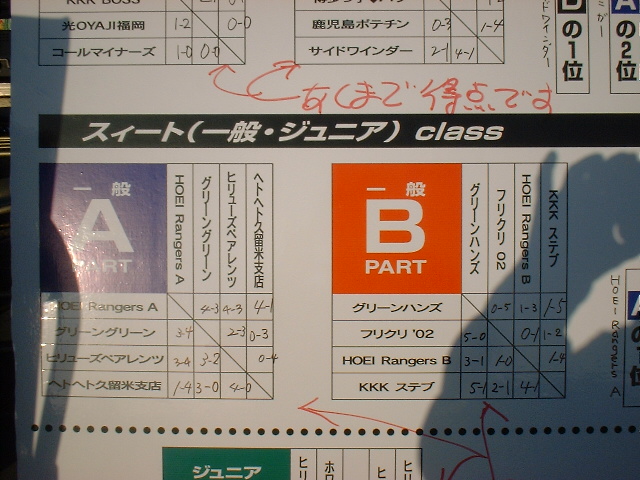 KKK BOSS
光OYAJI福岡 1-2 0-0
コールマイナーズ 1-0 0-0
鹿児島ポテチン 0-3 1-4
サイドワインダー 2-1 4-1
の1位
の2位
あくまで得点です
スィート(一般・ジュニア) class
一般
A
PART
HOEI Rangers A
グリーングリーン
ヒリューズペアレンツ
ヘトヘト久留米支店
HOEI Rangers A 4-3 4-3 4-1
グリーングリーン 3-4 2-3 0-3
ヒリューズペアレンツ 3-4 3-2 0-4
ヘトヘト久留米支店 1-4 3-0 4-0
一般
B
PART
グリーンハンズ
フリクリ 02
HOEI Rangers B
KKK ステブ
グリーンハンズ 0-5 1-3 1-5
フリクリ '02 5-0 0-1 1-2
HOEI Rangers B 3-1 1-0 1-4
KKK ステブ 5-1 2-1 4-1
HOEI Rangers A
ジュニア